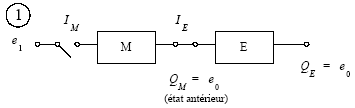 1
I_M
I_E
e_1
M
E
Q_M = e_0
(état antérieur)
Q_E = e_0